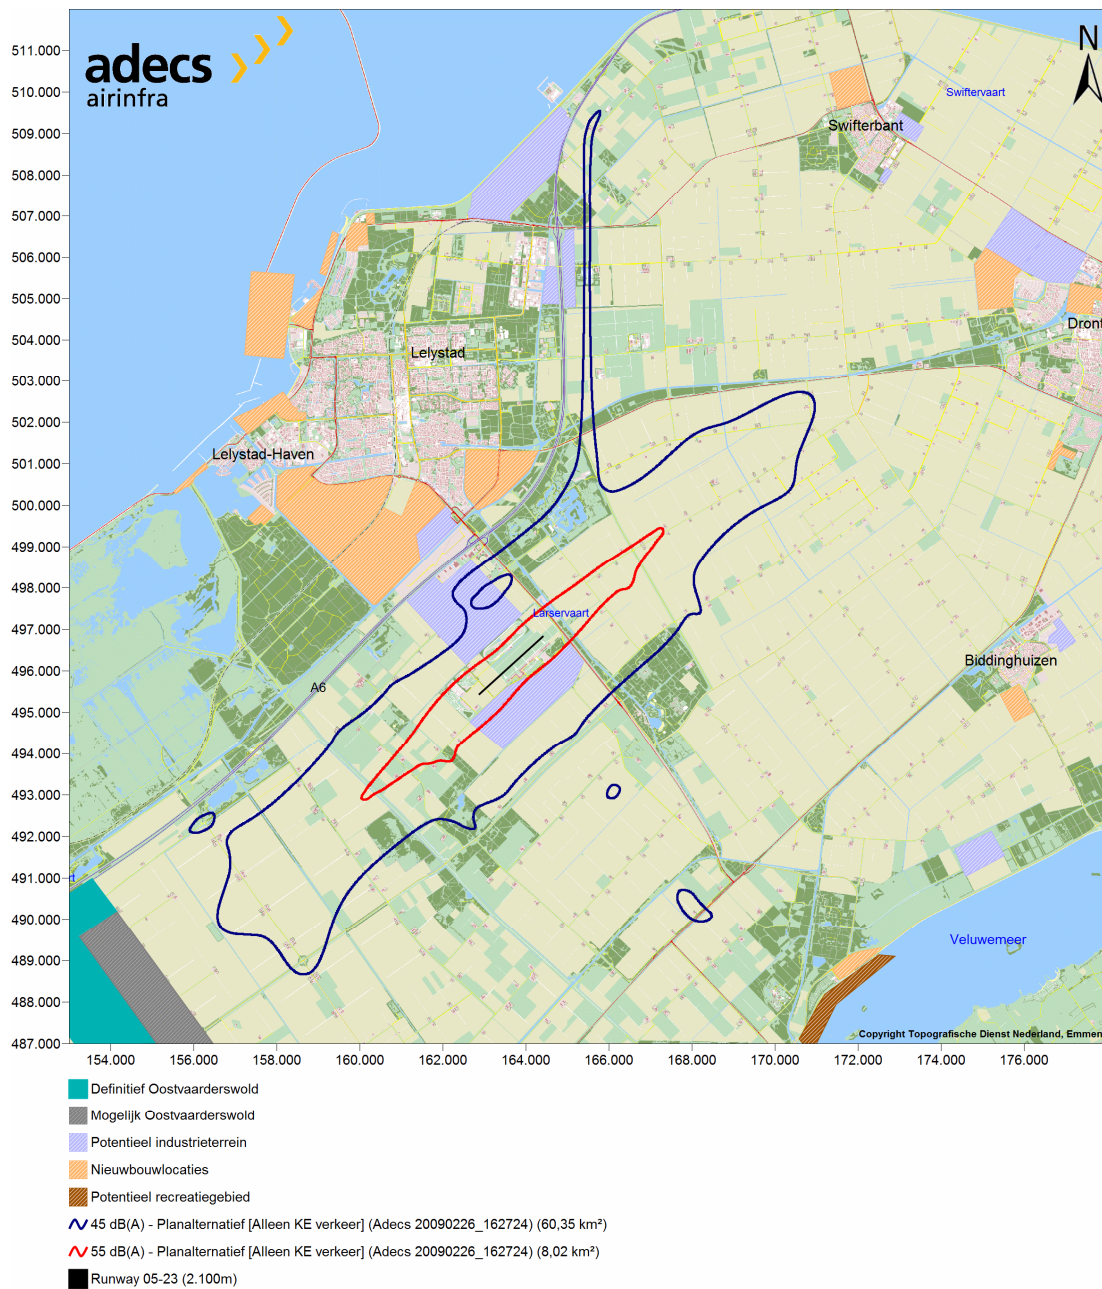 adecs
airinfra
N
511.000
510.000
509.000
508.000
507.000
506.000
505.000
504.000
503.000
502.000
501.000
500.000
499.000
498.000
497.000
496.000
495.000
494.000
493.000
492.000
491.000
490.000
489.000
488.000
487.000
Swiftervaart
Swifterbant
Dront
Lelystad
Lelystad-Haven
Larservaart
Biddinghuizen
A6
Veluwemeer
Copyright Topografische Dienst Nederland, Emmen
154.000 156.000 158.000 160.000 162.000 164.000 166.000 168.000 170.000 172.000 174.000 176.000
Definitief Oostvaarderswold
Mogelijk Oostvaarderswold
Potentieel industrieterrein
Nieuwbouwlocaties
Potentieel recreatiegebied
45 dB(A) - Planalternatief [Alleen KE verkeer] (Adecs 20090226_162724) (60,35 km²)
55 dB(A) - Planalternatief [Alleen KE verkeer] (Adecs 20090226_162724) (8,02 km²)
Runway 05-23 (2.100m)